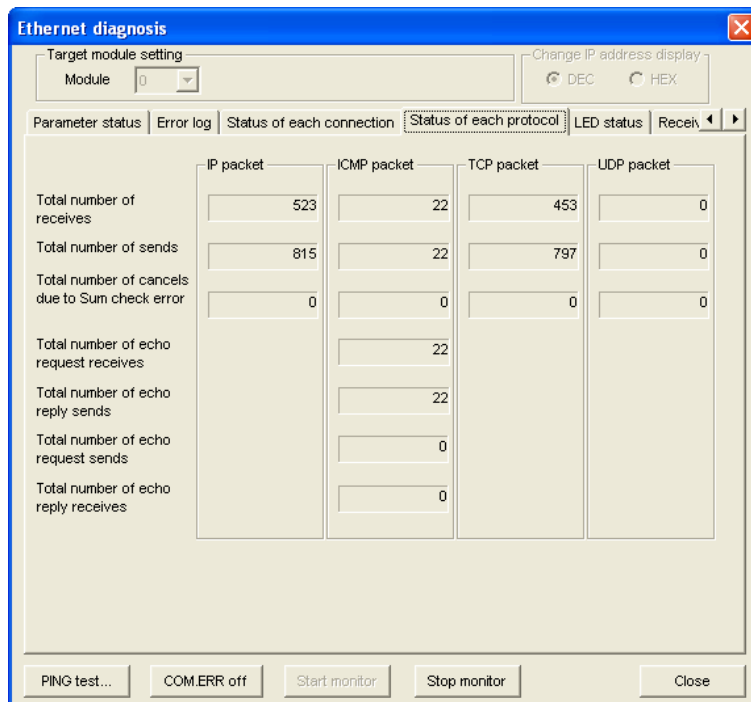 Ethernet diagnosis
Target module setting
Module 0
Change IP address display
DEC HEX
Parameter status Error log Status of each connection Status of each protocol LED status Receiv
IP packet ICMP packet TCP packet UDP packet
Total number of
receives 523 22 453 0
Total number of sends 815 22 797 0
Total number of cancels
due to Sum check error 0 0 0 0
Total number of echo
request receives 22
Total number of echo
reply sends 22
Total number of echo
request sends 0
Total number of echo
reply receives 0
PING test... COM.ERR off Start monitor Stop monitor Close